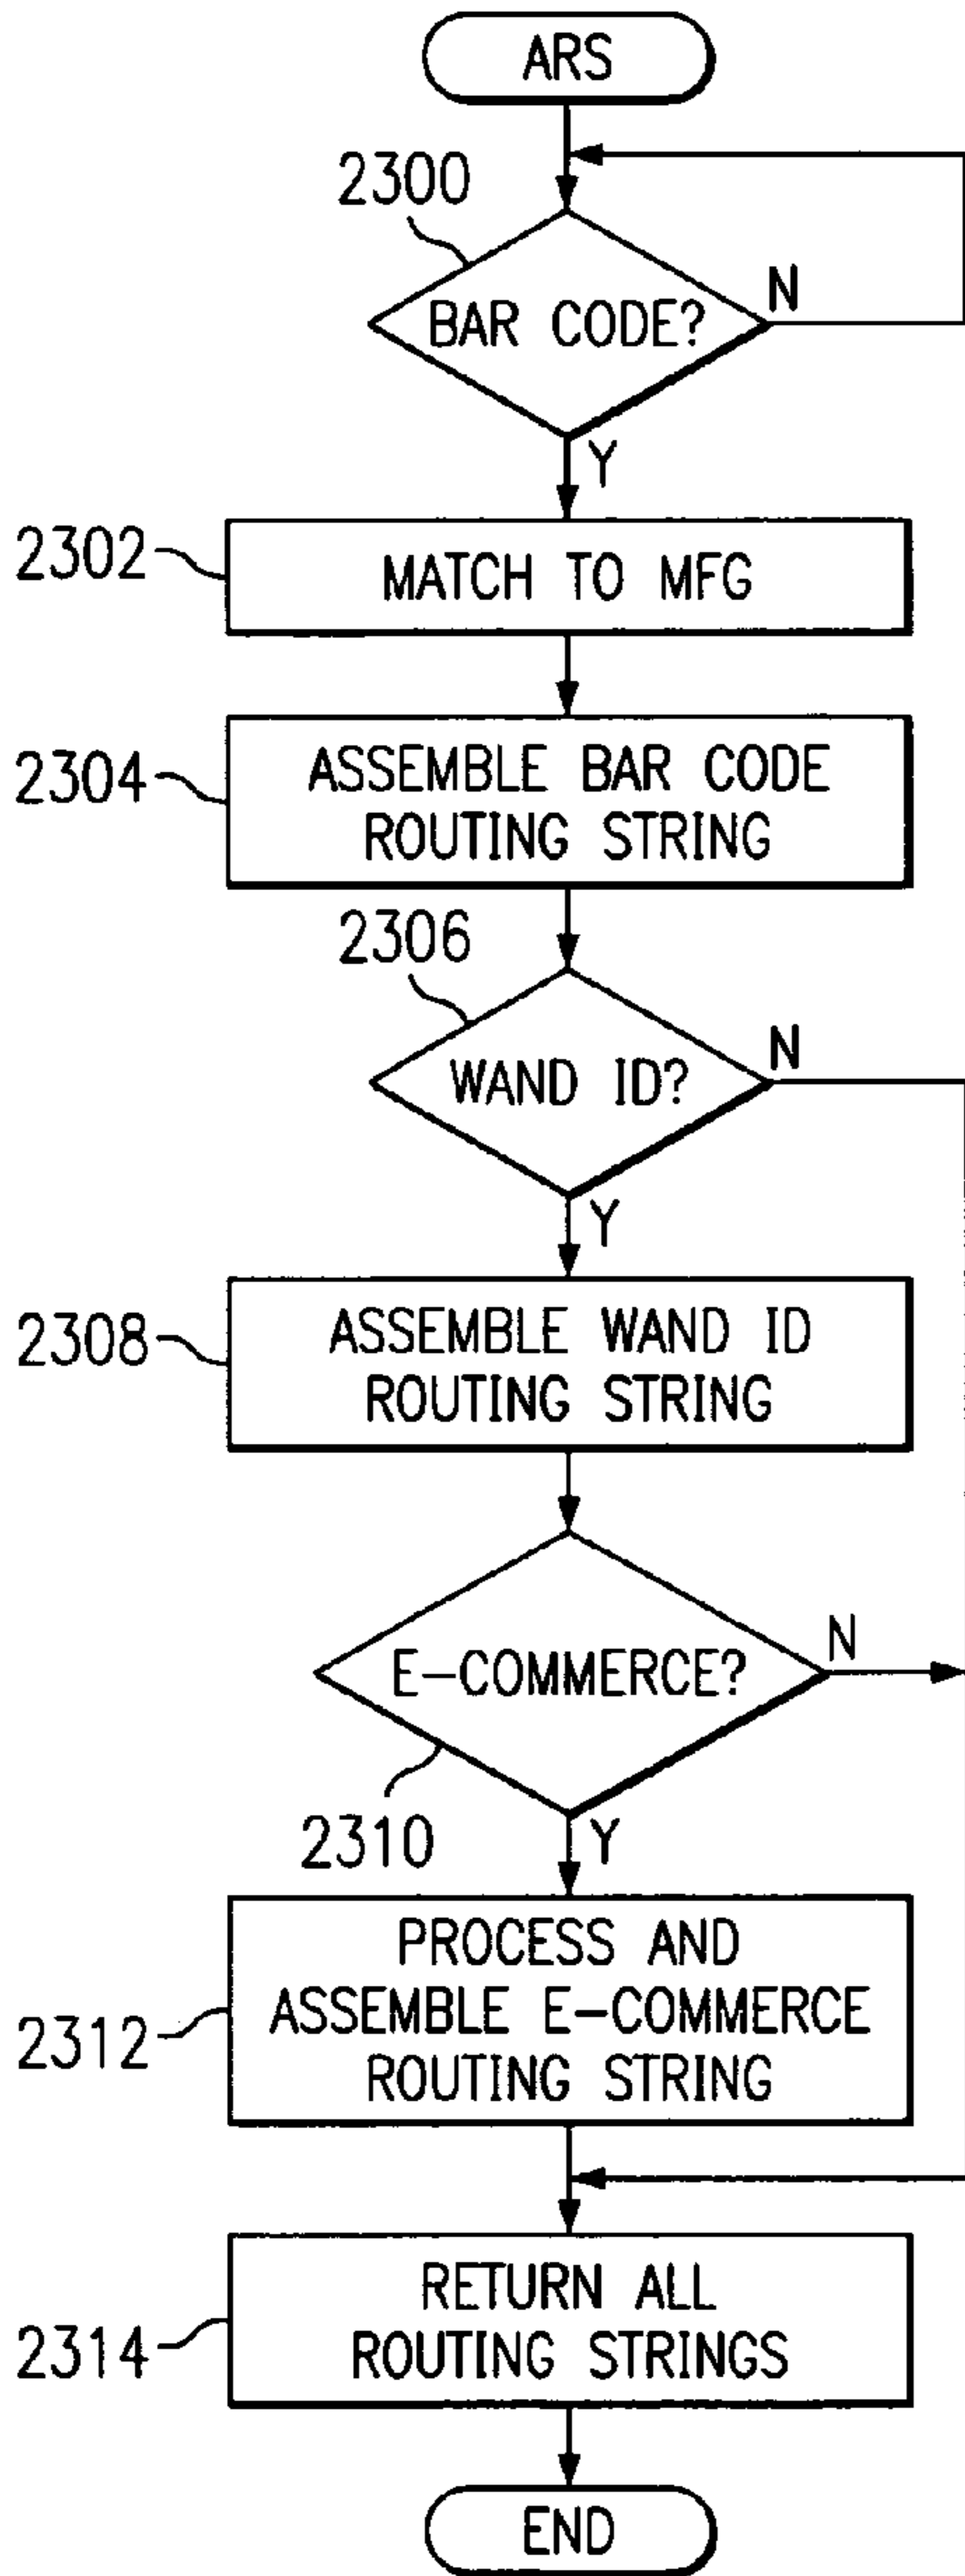 ARS
2300
BAR CODE?
N
Y
2302
MATCH TO MFG
2304
ASSEMBLE BAR CODE
ROUTING STRING
2306
WAND ID?
N
Y
2308
ASSEMBLE WAND ID
ROUTING STRING
E-COMMERCE?
N
2310
Y
2312
PROCESS AND
ASSEMBLE E-COMMERCE
ROUTING STRING
2314
RETURN ALL
ROUTING STRINGS
END